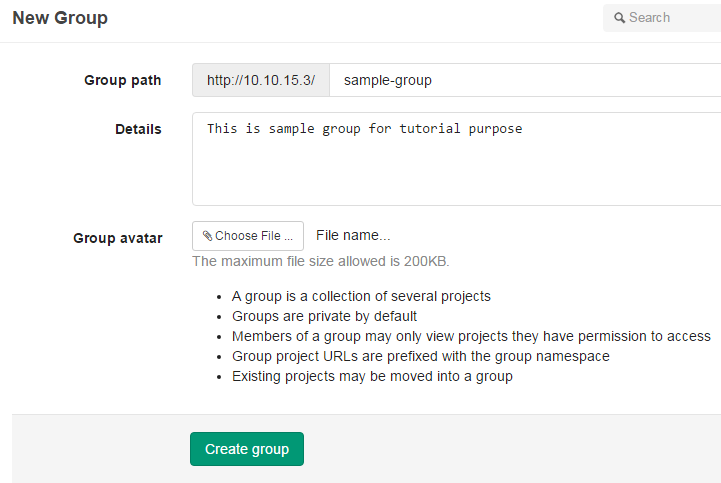 New Group
Search
Group path
http://10.10.15.3/
sample-group
Details
This is sample group for tutorial purpose
Group avatar
Choose File ...
File name...
The maximum file size allowed is 200KB.
A group is a collection of several projects
Groups are private by default
Members of a group may only view projects they have permission to access
Group project URLs are prefixed with the group namespace
Existing projects may be moved into a group
Create group